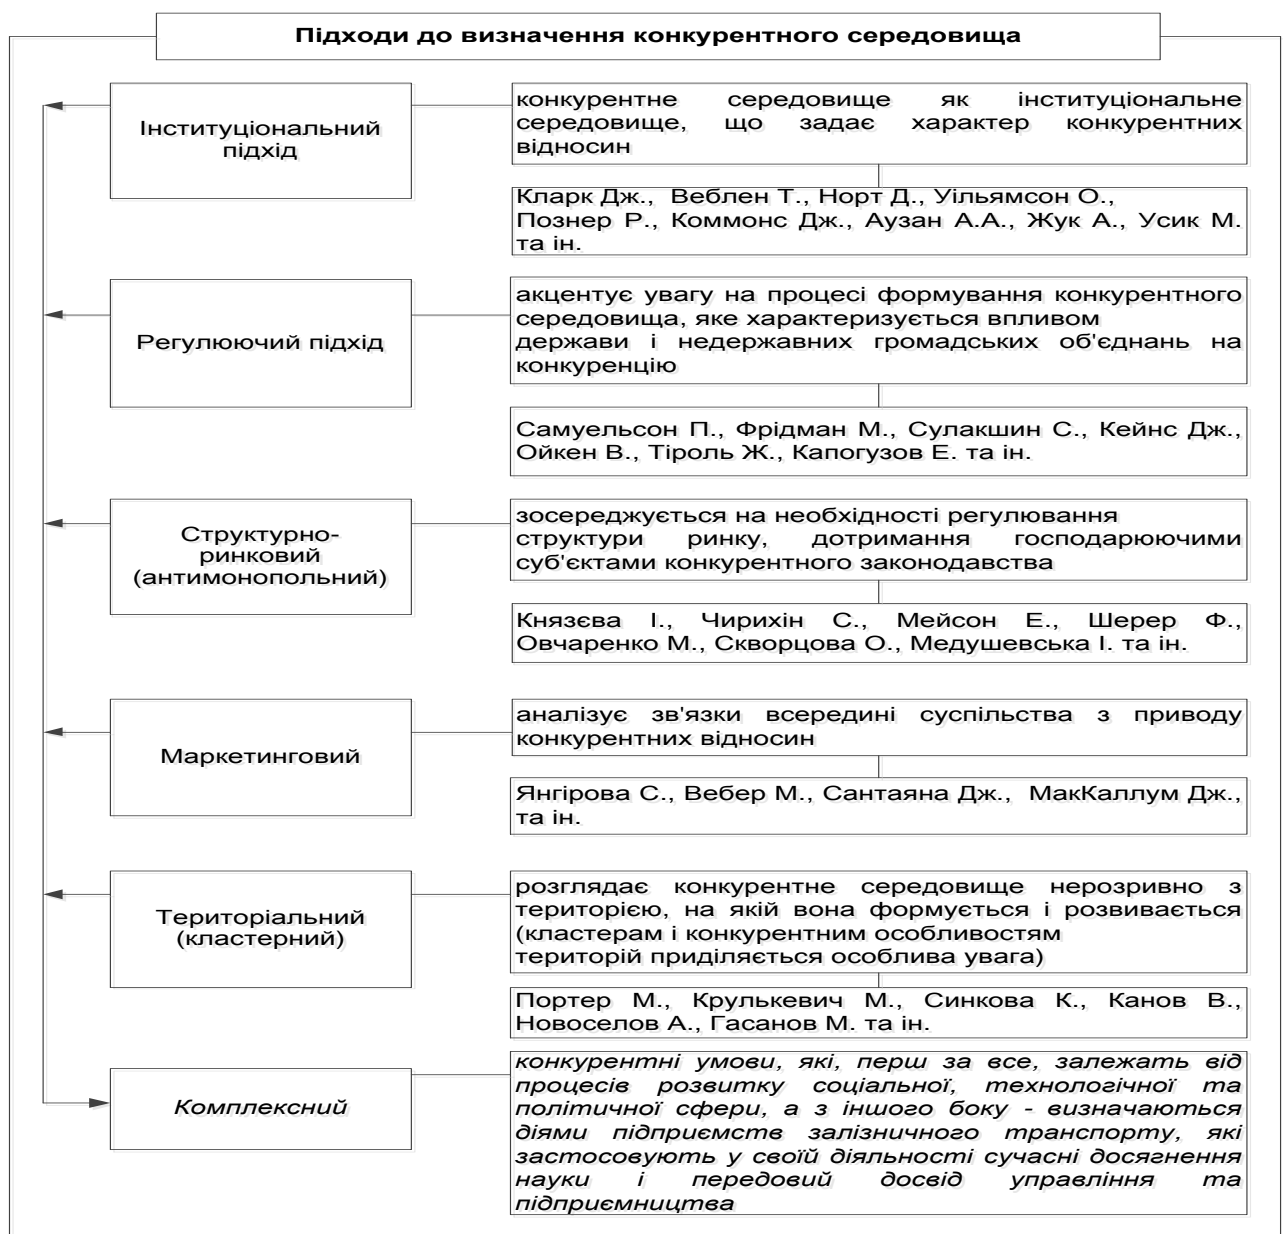 Підходи до визначення конкурентного середовища
Інституціональний
підхід
конкурентне середовище як інституціональне
середовище, що задає характер конкурентних
відносин
Кларк Дж., Веблен Т., Норт Д., Уільямсон О.,
Познер Р., Коммонс Дж., Аузан А.А., Жук А., Усик М.
та ін.
Регулюючий підхід
акцентує увагу на процесі формування конкурентного
середовища, яке характеризується впливом
держави і недержавних громадських об'єднань на
конкуренцію
Самуельсон П., Фрідман М., Сулакшин С., Кейнс Дж.,
Ойкен В., Тіроль Ж., Капогузов Е. та ін.
Структурно-
ринковий
(антимонопольний)
зосереджується на необхідності регулювання
структури ринку, дотримання господарюючими
суб'єктами конкурентного законодавства
Князєва І., Чирихін С., Мейсон Е., Шерер Ф.,
Овчаренко М., Скворцова О., Медушевська І. та ін.
Маркетинговий
аналізує зв'язки всередині суспільства з приводу
конкурентних відносин
Янгірова С., Вебер М., Сантаяна Дж., МакКаллум Дж.,
та ін.
Територіальний
(кластерний)
розглядає конкурентне середовище нерозривно з
територією, на якій вона формується і розвивається
(кластерам і конкурентним особливостям
територій приділяється особлива увага)
Портер М., Крулькевич М., Синкова К., Канов В.,
Новоселов А., Гасанов М. та ін.
Комплексний
конкурентні умови, які, перш за все, залежать від
процесів розвитку соціальної, технологічної та
політичної сфери, а з іншого боку - визначаються
діями підприємств залізничного транспорту, які
застосовують у своїй діяльності сучасні досягнення
науки і передовий досвід управління та
підприємництва